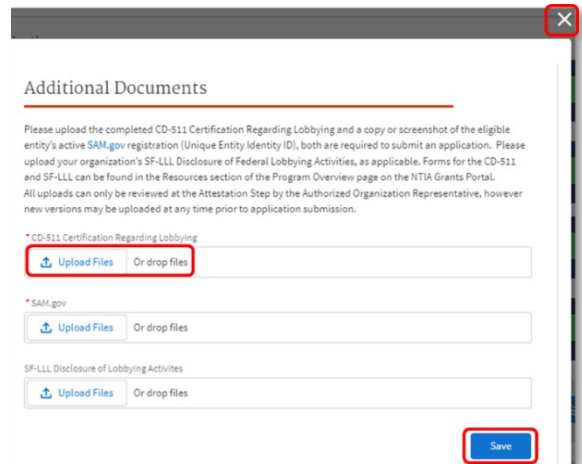 Additional Documents
Please upload the completed CD-511 Certification Regarding Lobbying and a copy or screenshot of the eligible
entity's active SAM.gov registration (Unique Entity Identity ID), both are required to submit an application. Please
upload your organization's SF-LLL Disclosure of Federal Lobbying Activities, as applicable. Forms for the CD-511
and SF-LLL can be found in the Resources section of the Program Overview page on the NTIA Grants Portal.
All uploads can only be reviewed at the Attestation Step by the Authorized Organization Representative, however
new versions may be uploaded at any time prior to application submission.
*CD-511 Certification Regarding Lobbying
Upload Files Or drop files
*SAM.gov
Upload Files Or drop files
SF-LLL Disclosure of Lobbying Activites
Upload Files Or drop files
Save